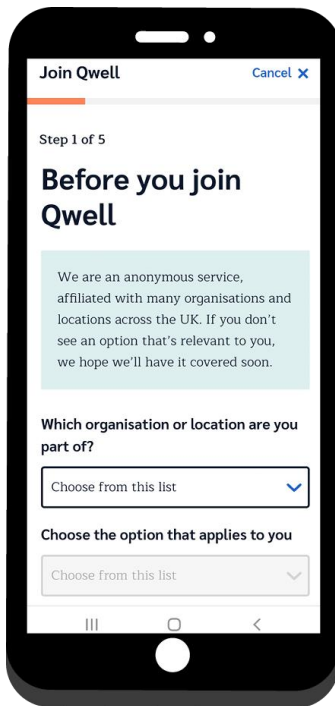 Join Qwell
Cancel ×
Step 1 of 5
Before you join
Qwell
We are an anonymous service,
affiliated with many organisations and
locations across the UK. If you don't
see an option that's relevant to you,
we hope we'll have it covered soon.
Which organisation or location are you
part of?
Choose from this list
Choose the option that applies to you
Choose from this list